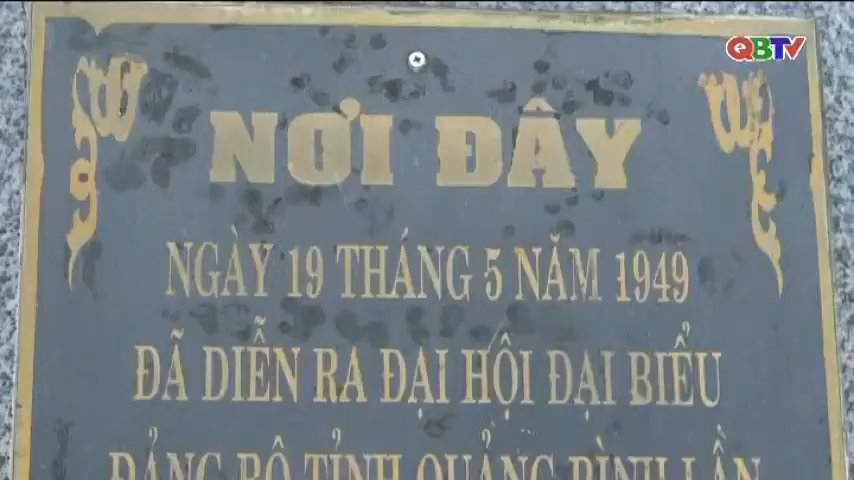 QBTV
NƠI ĐÂY
NGÀY 19 THÁNG 5 NĂM 1949
ĐÃ DIỄN RA ĐẠI HỘI ĐẠI BIỂU
ĐẢNG BỘ TỈNH QUẢNG BÌNH LẦN